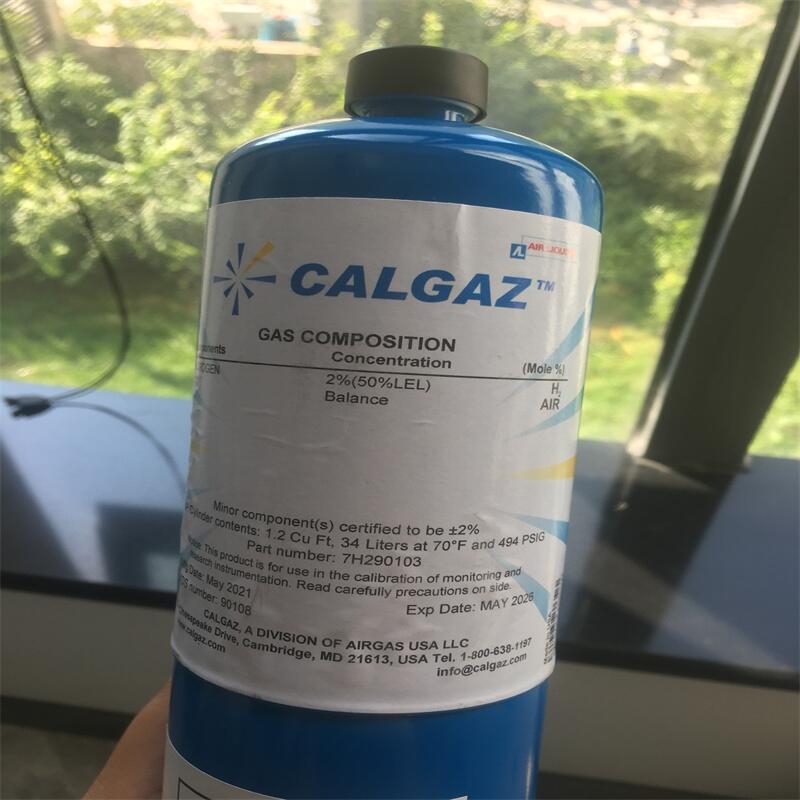 AIR LIQUIDE
CALGAZ™
GAS COMPOSITION
Concentration (Mole %)
2%(50%LEL) H₂
Balance AIR
Minor component(s) certified to be ±2%
Cylinder contents: 1.2 Cu Ft, 34 Liters at 70°F and 494 PSIG
Part number: 7H290103
This product is for use in the calibration of monitoring and
research instrumentation. Read carefully precautions on side.
Date: May 2021
number: 90108 Exp Date: MAY 2026
CALGAZ, A DIVISION OF AIRGAS USA LLC
Chesapeake Drive, Cambridge, MD 21613, USA Tel. 1-800-638-1197
www.calgaz.com info@calgaz.com